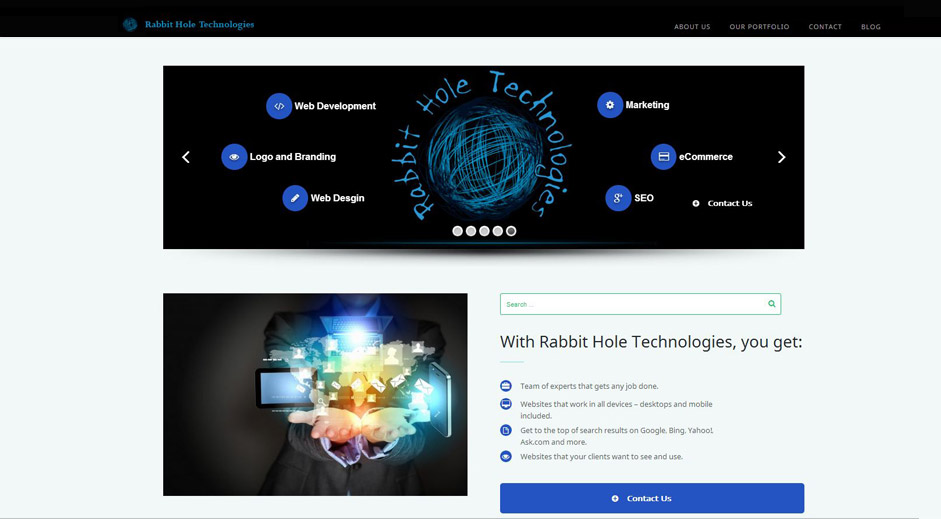 Rabbit Hole Technologies
ABOUT US OUR PORTFOLIO CONTACT BLOG
Rabbit Hole Technologies
Web Development
Marketing
Logo and Branding
eCommerce
Web Desgin
SEO
Contact Us
Search ...
With Rabbit Hole Technologies, you get:
Team of experts that gets any job done.
Websites that work in all devices – desktops and mobile
included.
Get to the top of search results on Google, Bing, Yahoo!,
Ask.com and more.
Websites that your clients want to see and use.
Contact Us